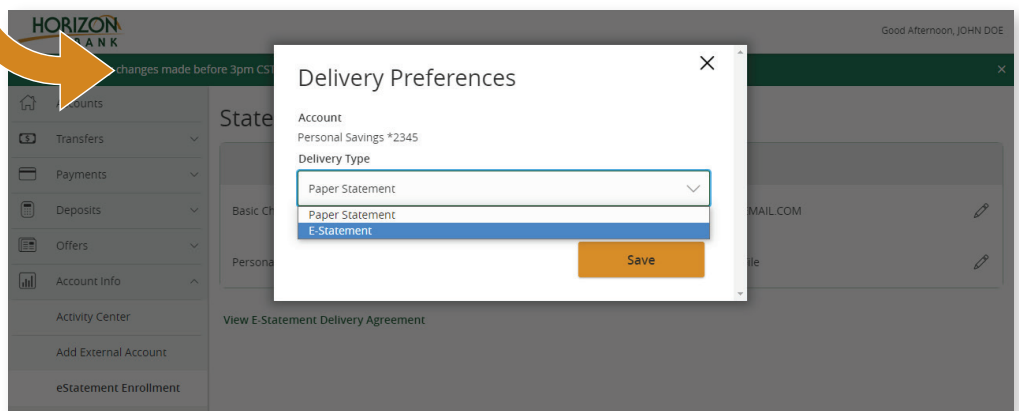 HORIZON
BANK
Good Afternoon, JOHN DOE
changes made before 3pm CST
Accounts
Transfers
Payments
Deposits
Offers
Account Info
Activity Center
Add External Account
eStatement Enrollment
State
Basic Ch
MAIL.COM
Persona
ile
View E-Statement Delivery Agreement
Delivery Preferences
Account
Personal Savings *2345
Delivery Type
Paper Statement
Paper Statement
E-Statement
Save